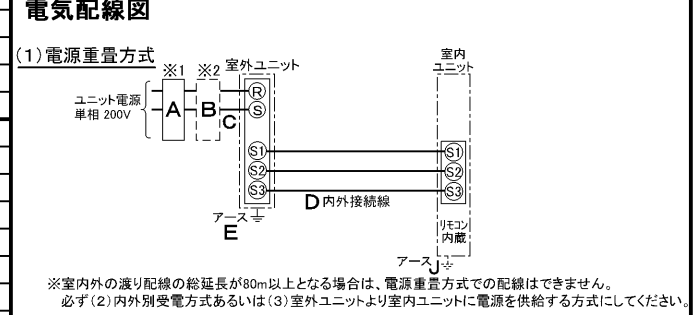 電気配線図
(1)電源重畳方式
※1 ※2 室外ユニット
室内
ユニット
ユニット電源
単相 200V
A B C
R
S
S1 S1
S2 S2
S3 S3
D 内外接続線
アース
E
リモコン
内蔵
アース J
※室内外の渡り配線の総延長が80m以上となる場合は、電源重畳方式での配線はできません。
必ず(2)内外別受電方式あるいは(3)室外ユニットより室内ユニットに電源を供給する方式にしてください。